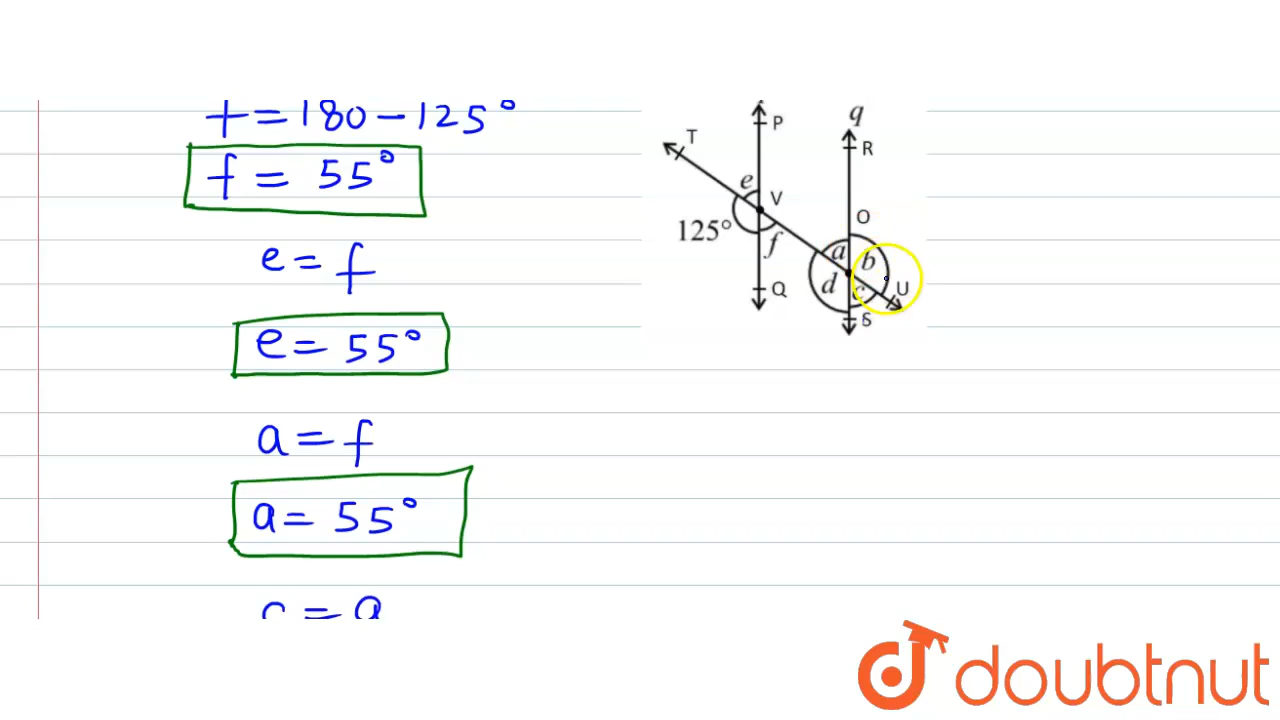 f = 180 - 125°
f = 55°
e = f
e = 55°
a = f
a = 55°
c = a
q
T
P
R
e
V
O
125°
f
a
b
d
c
U
Q
S
doubtnut